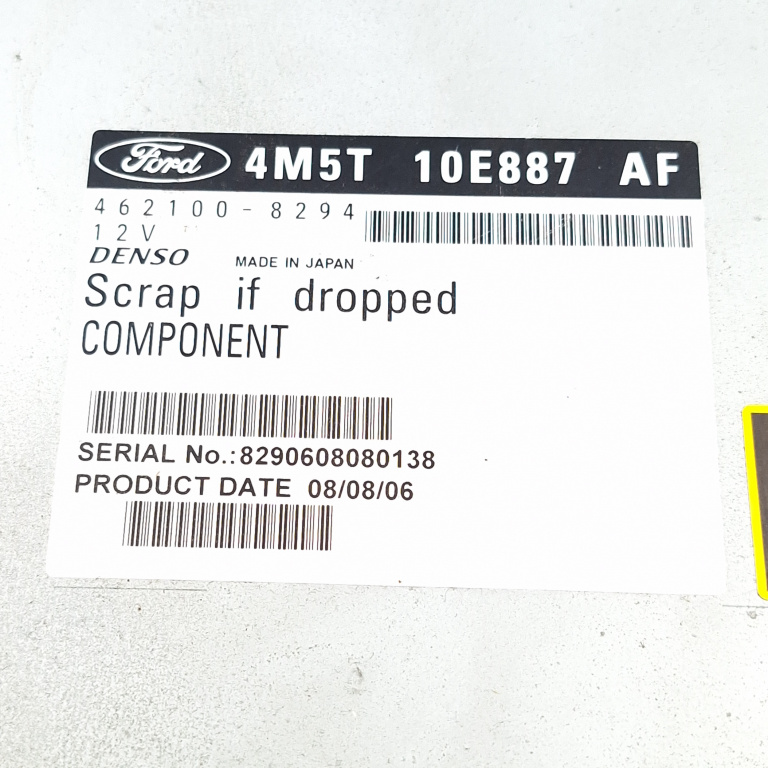 Ford 4M5T 10E887 AF
462100-8294
12V
DENSO MADE IN JAPAN
Scrap if dropped
COMPONENT
SERIAL No.:8290608080138
PRODUCT DATE 08/08/06